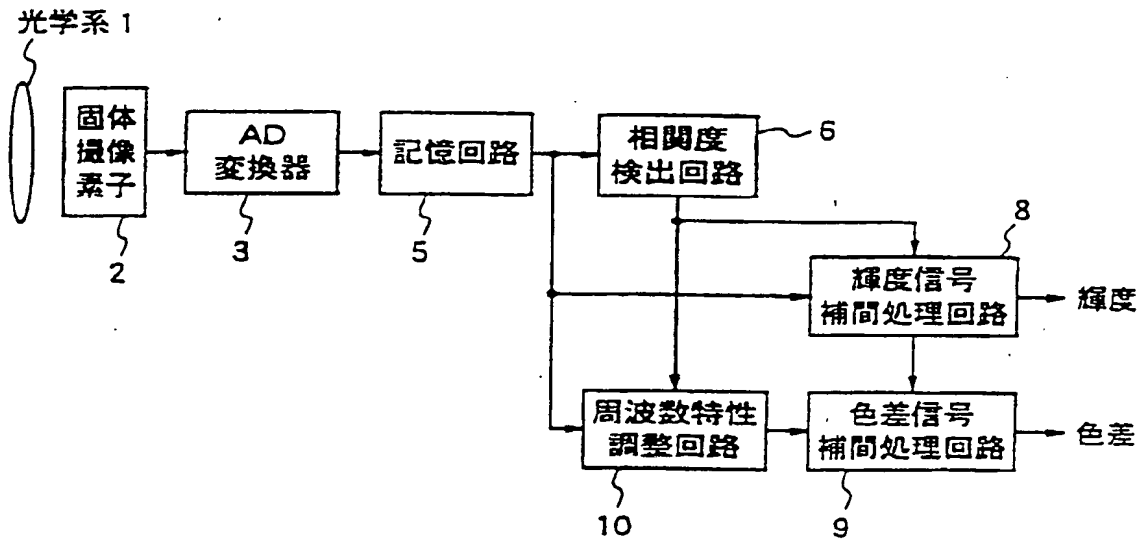 光学系1
固体
撮像
素子
2
AD
変換器
3
記憶回路
5
相関度
検出回路
6
輝度信号
補間処理回路
8
輝度
周波数特性
調整回路
10
色差信号
補間処理回路
9
色差